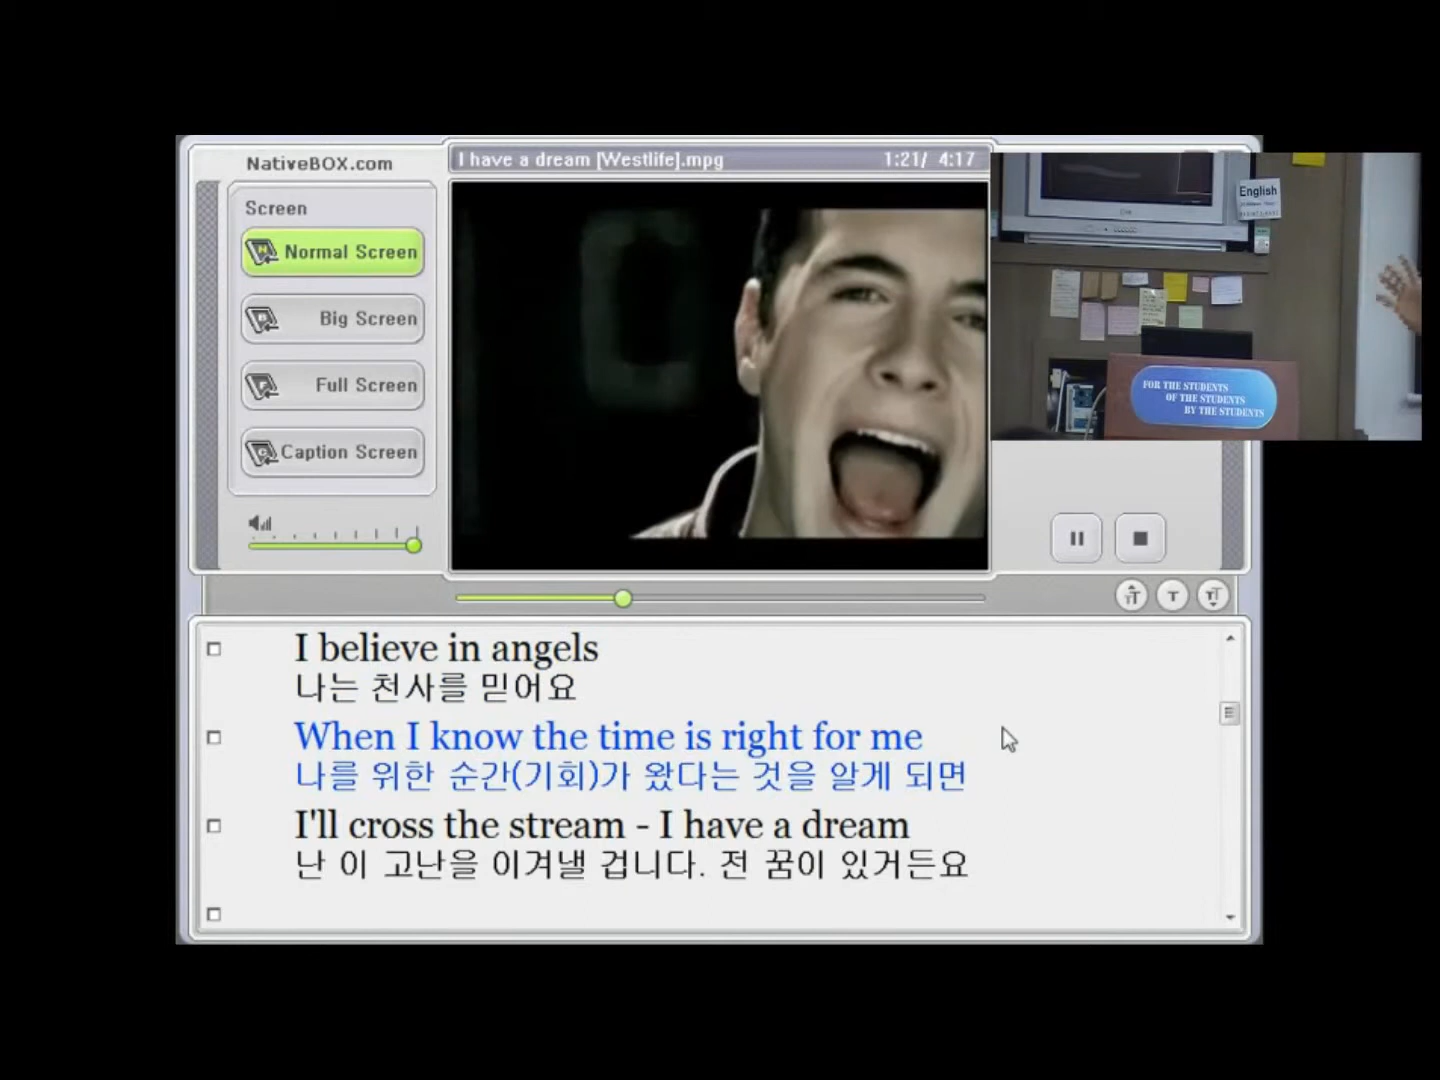 NativeBOX.com
I have a dream [Westlife].mpg
1:21/ 4:17
Screen
Normal Screen
Big Screen
Full Screen
Caption Screen
English
FOR THE STUDENTS
OF THE STUDENTS
BY THE STUDENTS
I believe in angels
나는 천사를 믿어요
When I know the time is right for me
나를 위한 순간(기회)가 왔다는 것을 알게 되면
I'll cross the stream - I have a dream
난 이 고난을 이겨낼 겁니다. 전 꿈이 있거든요